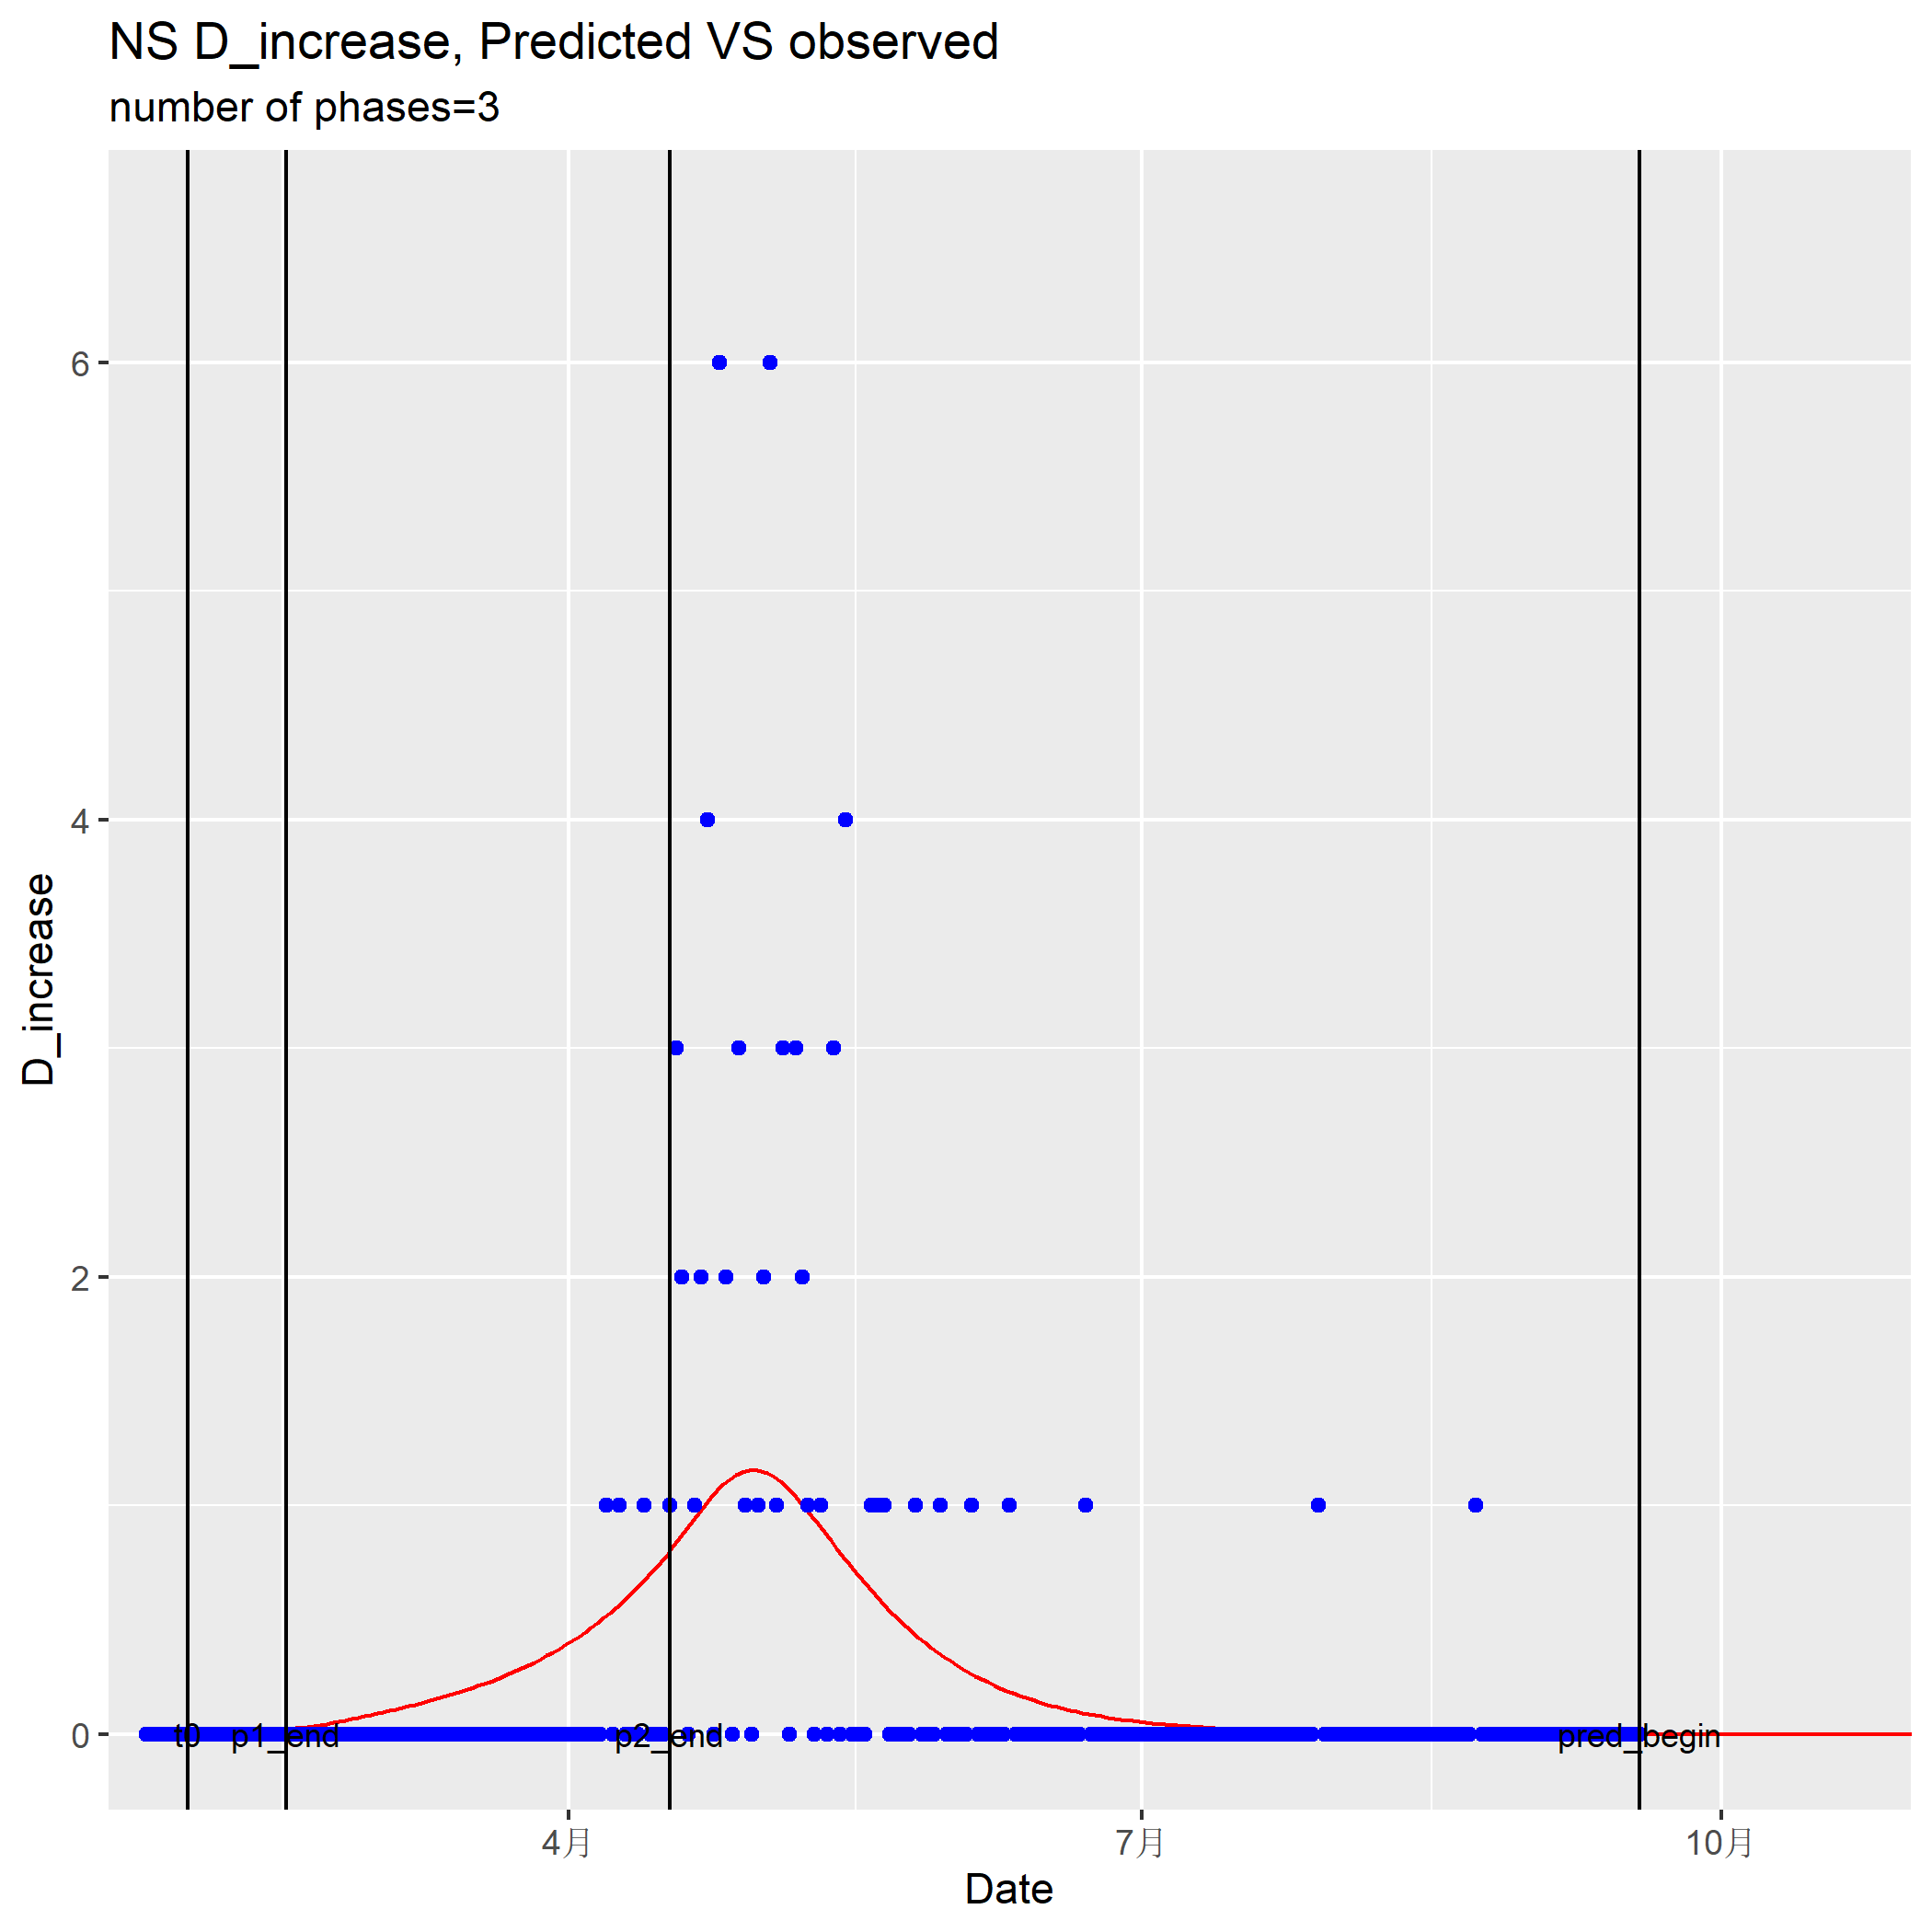 NS D_increase, Predicted VS observed
number of phases=3
D_increase
6
4
2
0
t0 p1_end p2_end pred_begin
4月 7月 10月
Date